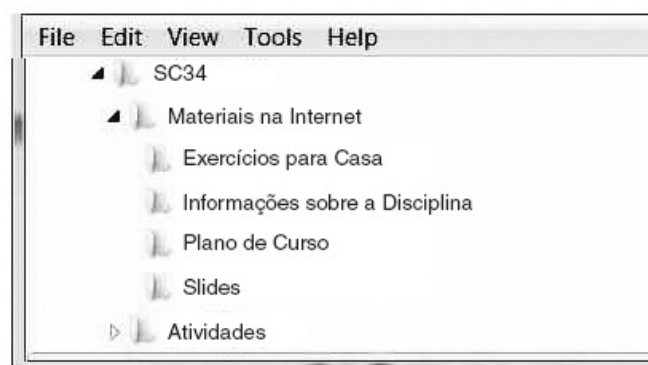 File Edit View Tools Help
SC34
Materiais na Internet
Exercícios para Casa
Informações sobre a Disciplina
Plano de Curso
Slides
Atividades